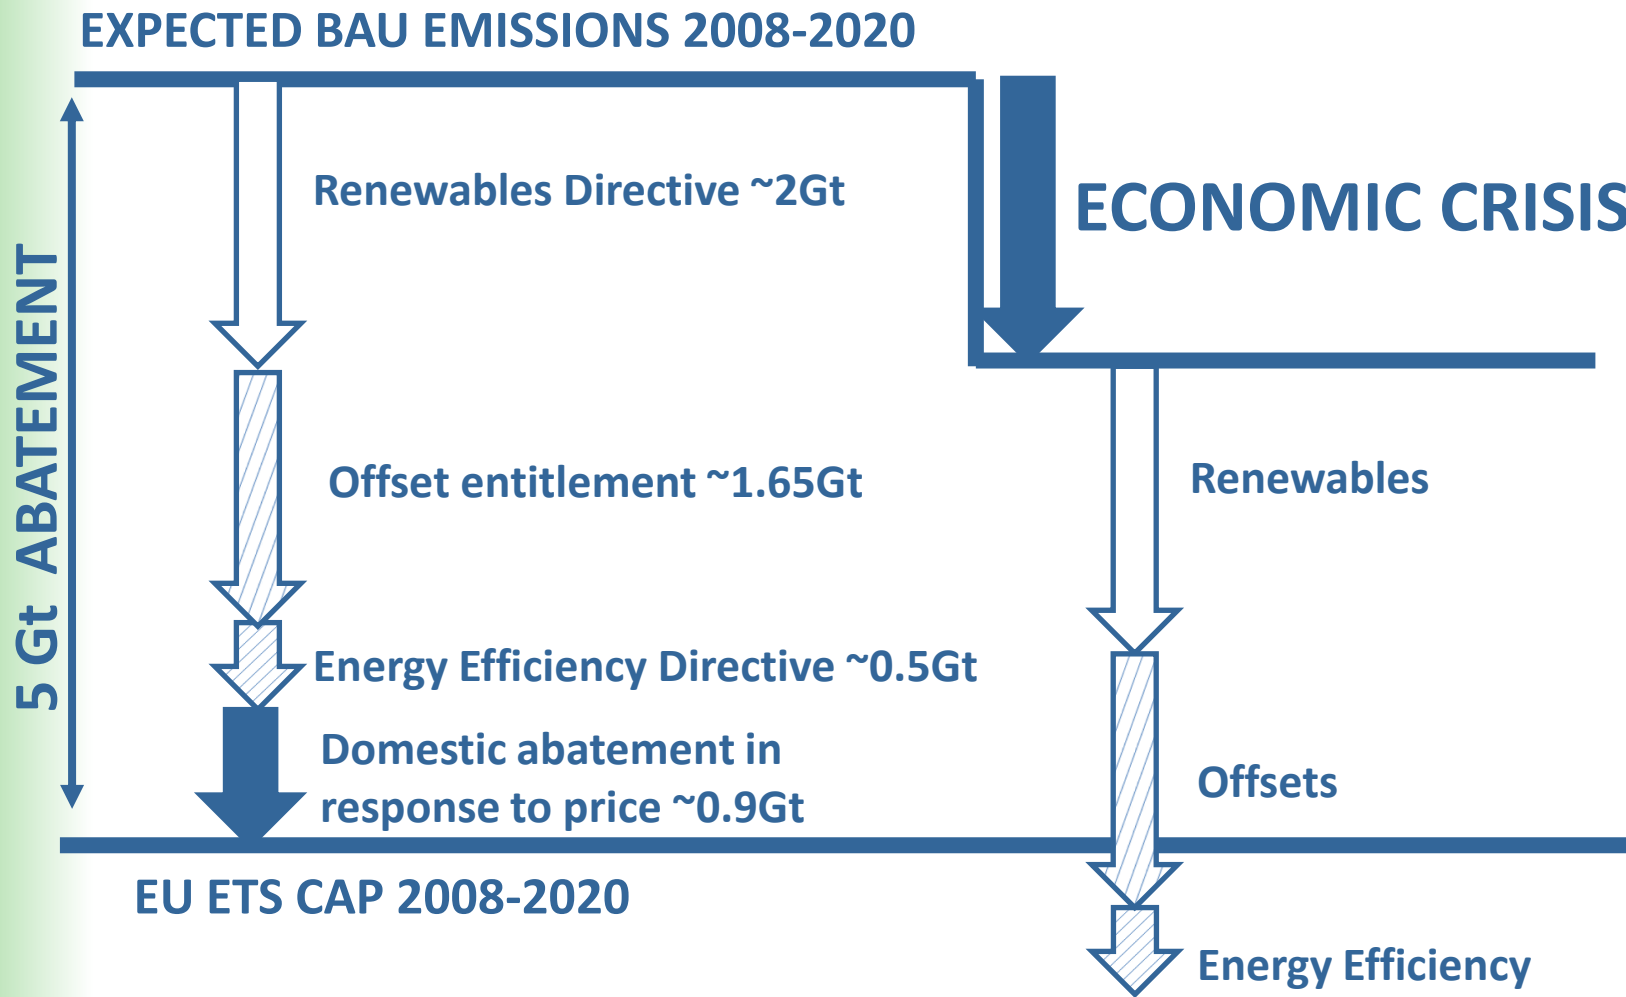 EXPECTED BAU EMISSIONS 2008-2020
5 Gt ABATEMENT
Renewables Directive ~2Gt
ECONOMIC CRISIS
Offset entitlement ~1.65Gt
Renewables
Energy Efficiency Directive ~0.5Gt
Domestic abatement in
response to price ~0.9Gt
Offsets
EU ETS CAP 2008-2020
Energy Efficiency